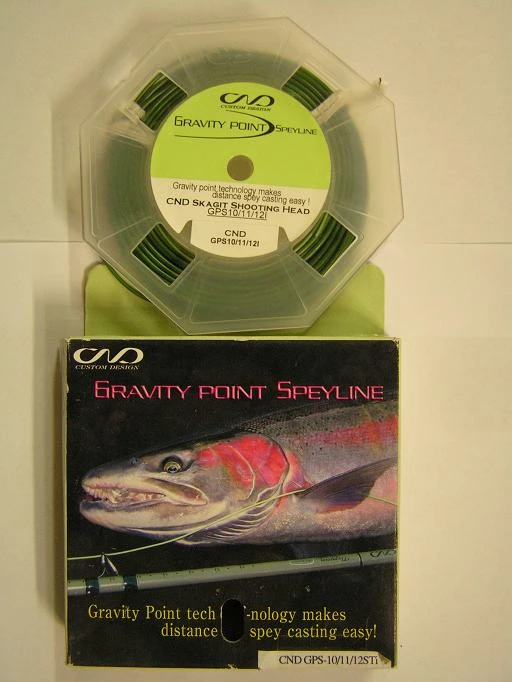 CND
CUSTOM DESIGN
GRAVITY POINT SPEYLINE
Gravity point technology makes
distance spey casting easy !
CND SKAGIT SHOOTING HEAD
GPS10/11/12I
CND
GPS10/11/12I
CND
CUSTOM DESIGN
GRAVITY POINT SPEYLINE
CND
Gravity Point tech -nology makes
distance spey casting easy!
CND GPS-10/11/12STi